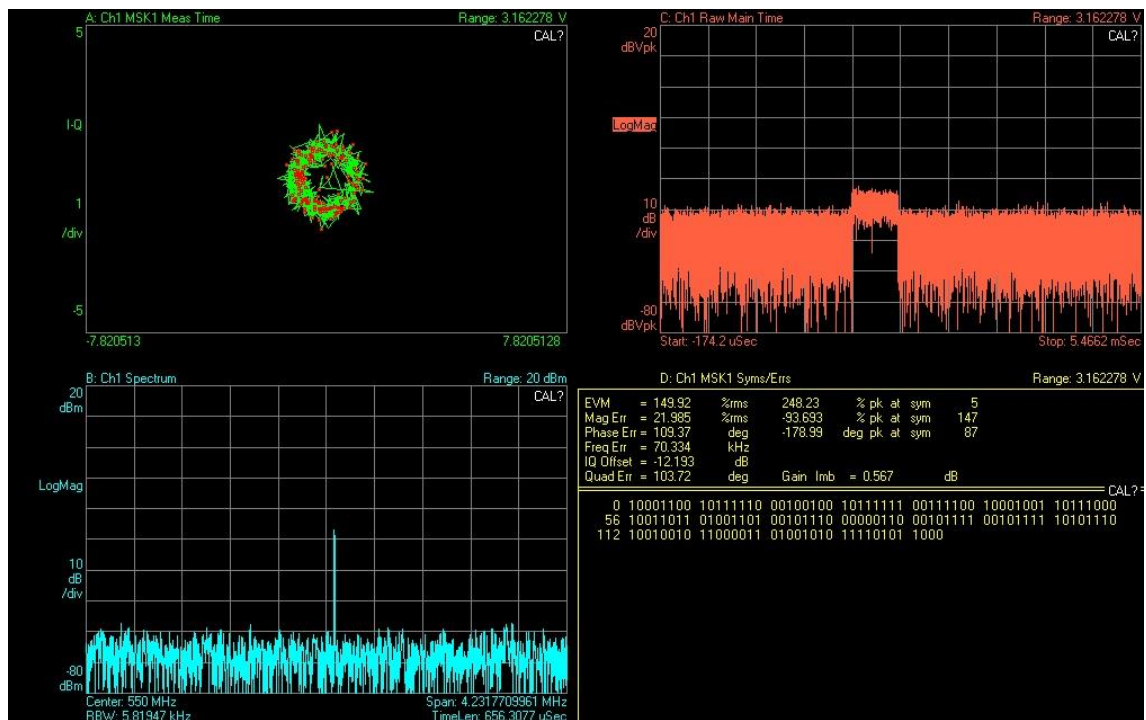 A: Ch1 MSK1 Meas Time Range: 3.162278 V
5 CAL?
I-Q
1
/div
-5
-7.820513 7.8205128
C: Ch1 Raw Main Time Range: 3.162278 V
20 CAL?
dBVpk
LogMag
10
dB
/div
-80
dBVpk
Start: -174.2 uSec Stop: 5.4662 mSec
B: Ch1 Spectrum Range: 20 dBm
20 CAL?
dBm
LogMag
10
dB
/div
-80
dBm
Center: 550 MHz Span: 4.2317709961 MHz
RBW: 5.81947 kHz TimeLen: 656.3077 uSec
D: Ch1 MSK1 Syms/Errs Range: 3.162278 V
EVM = 149.92 %rms 248.23 % pk at sym 5
Mag Err = 21.985 %rms -93.693 % pk at sym 147
Phase Err = 109.37 deg -178.99 deg pk at sym 87
Freq Err = 70.334 kHz
IQ Offset = -12.193 dB
Quad Err = 103.72 deg Gain Imb = 0.567 dB
CAL?
0 10001100 10111110 00100100 10111111 00111100 10001001 10111000
56 10011011 01001101 00101110 00000110 00101111 00101111 10101110
112 10010010 11000011 01001010 11110101 1000